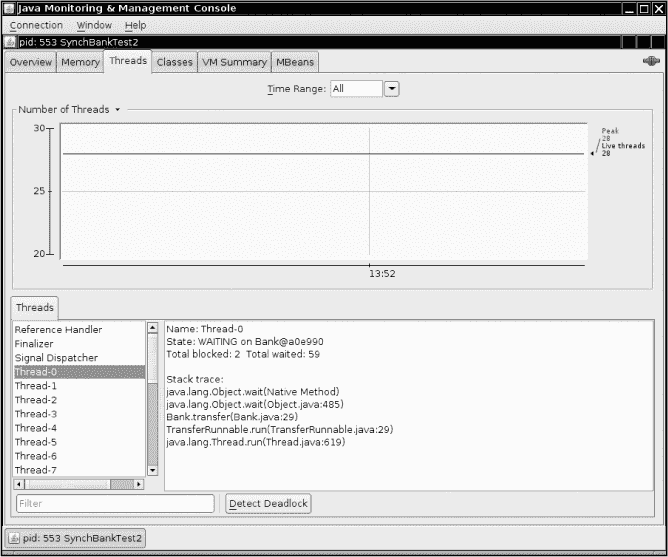 Java Monitoring & Management Console
Connection Window Help
pid: 553 SynchBankTest2
Overview Memory Threads Classes VM Summary MBeans
Time Range: All
Number of Threads
30
25
20
Peak
28
Live threads
28
13:52
Threads
Reference Handler
Finalizer
Signal Dispatcher
Thread-0
Thread-1
Thread-2
Thread-3
Thread-4
Thread-5
Thread-6
Thread-7
Name: Thread-0
State: WAITING on Bank@a0e990
Total blocked: 2 Total waited: 59
Stack trace:
java.lang.Object.wait(Native Method)
java.lang.Object.wait(Object.java:485)
Bank.transfer(Bank.java:29)
TransferRunnable.run(TransferRunnable.java:29)
java.lang.Thread.run(Thread.java:619)
Filter
Detect Deadlock
pid: 553 SynchBankTest2